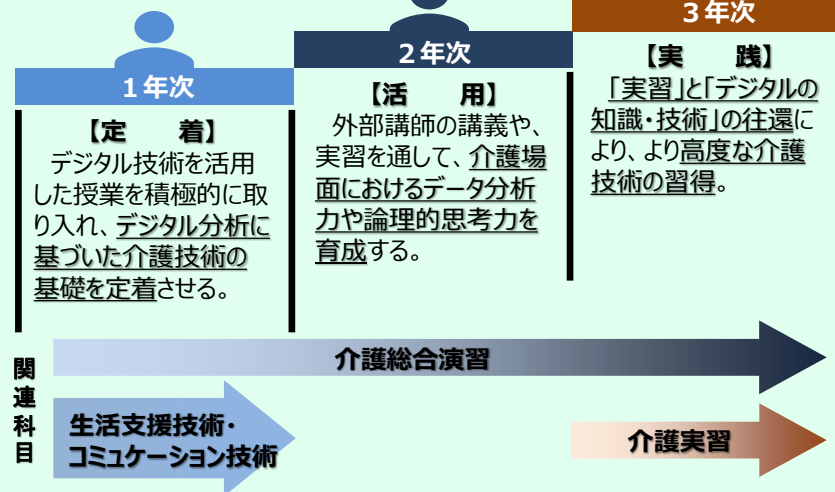 1年次
【定　着】
デジタル技術を活用
した授業を積極的に取
り入れ、デジタル分析に
基づいた介護技術の
基礎を定着させる。
2年次
【活　用】
外部講師の講義や、
実習を通して、介護場
面におけるデータ分析
力や論理的思考力を
育成する。
3年次
【実　践】
「実習」と「デジタルの
知識・技術」の往還に
より、より高度な介護
技術の習得。
関連科目
介護総合演習
生活支援技術・
コミュケーション技術
介護実習